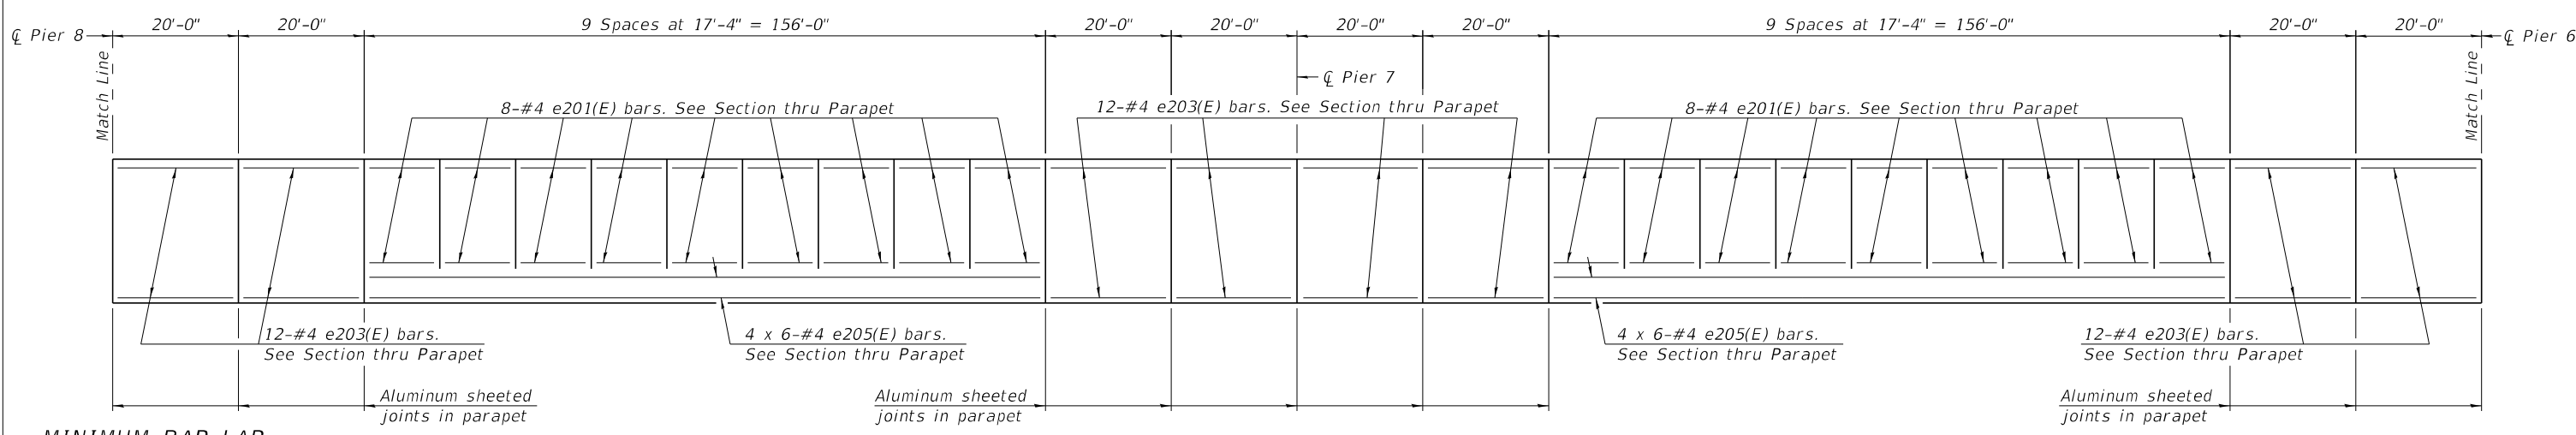 20'-0" 20'-0" 9 Spaces at 17'-4" = 156'-0" 20'-0" 20'-0" 20'-0" 20'-0" 9 Spaces at 17'-4" = 156'-0" 20'-0" 20'-0"
℄ Pier 8
℄ Pier 6
Match Line
Match Line
℄ Pier 7
8-#4 e201(E) bars. See Section thru Parapet
12-#4 e203(E) bars. See Section thru Parapet
8-#4 e201(E) bars. See Section thru Parapet
12-#4 e203(E) bars.
See Section thru Parapet
4 x 6-#4 e205(E) bars.
See Section thru Parapet
4 x 6-#4 e205(E) bars.
See Section thru Parapet
12-#4 e203(E) bars.
See Section thru Parapet
Aluminum sheeted
joints in parapet
Aluminum sheeted
joints in parapet
Aluminum sheeted
joints in parapet
MINIMUM BAR LAP